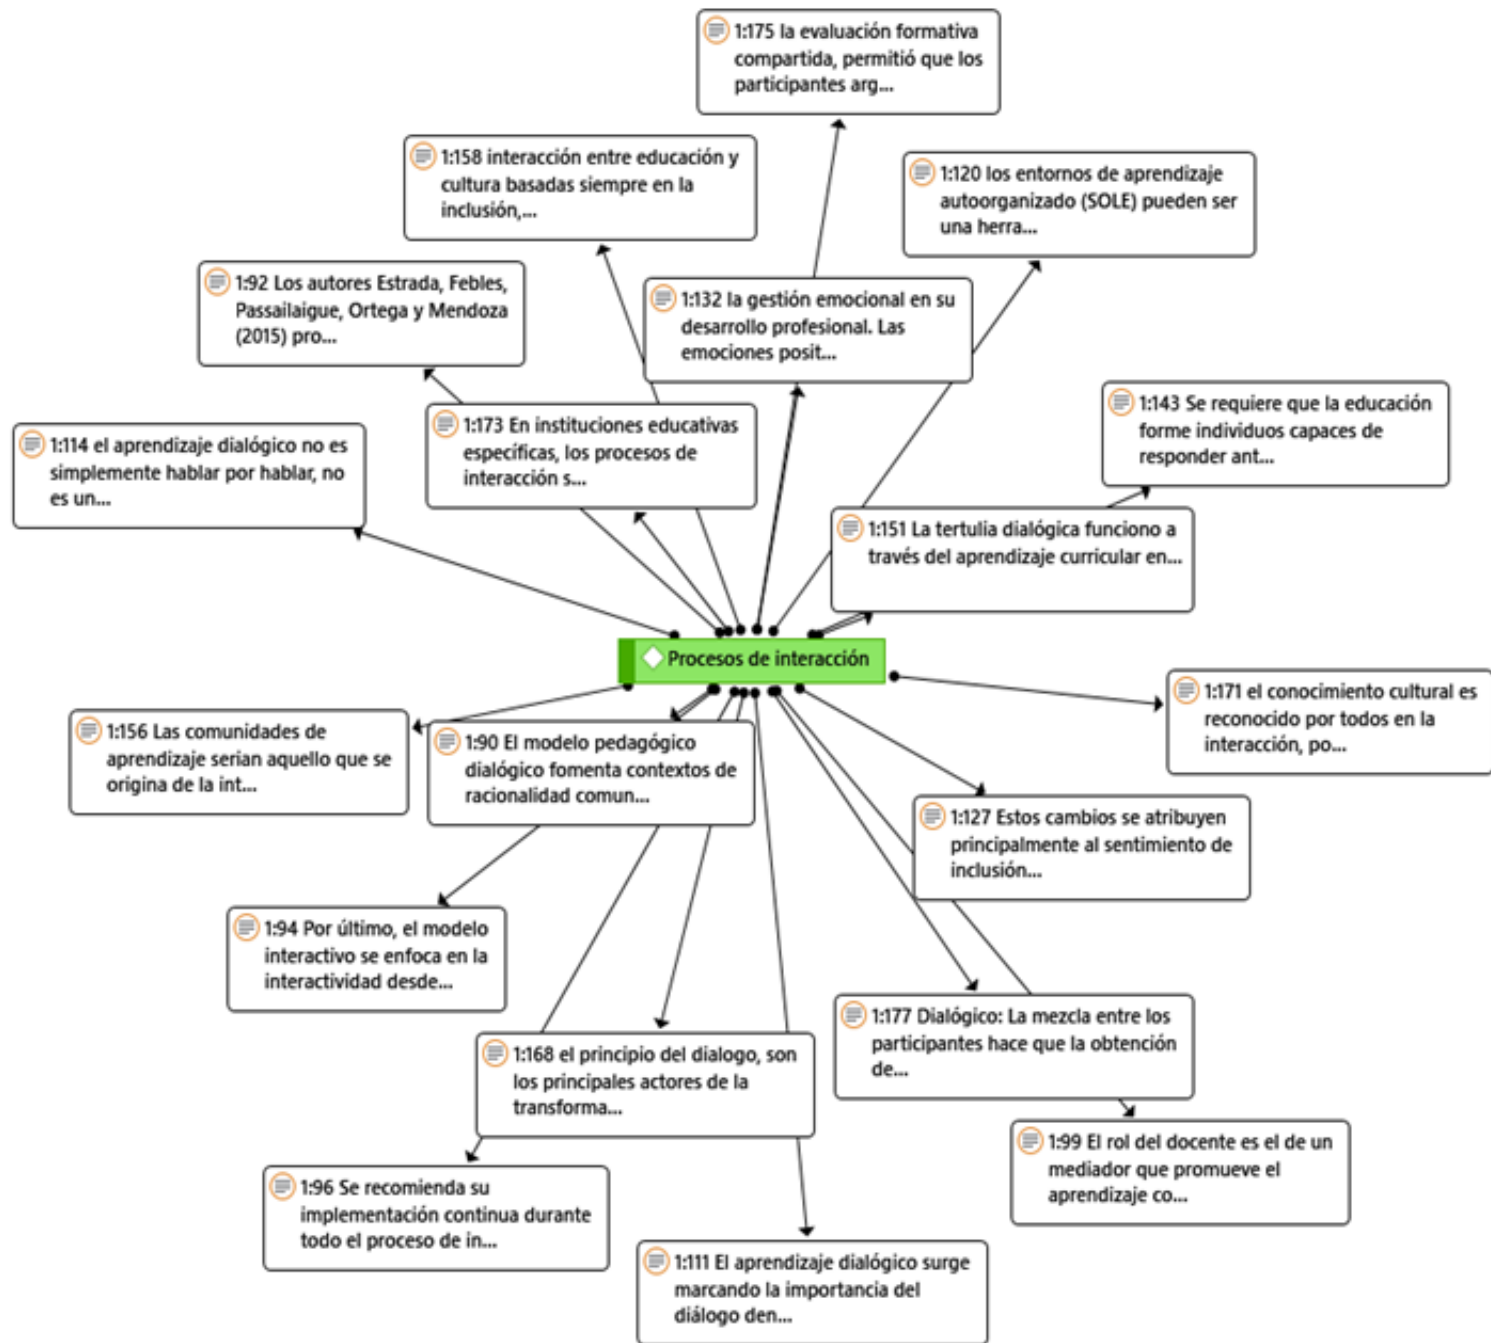 1:175 la evaluación formativa
compartida, permitió que los
participantes arg...
1:158 interacción entre educación y
cultura basadas siempre en la
inclusión,...
1:120 los entornos de aprendizaje
autoorganizado (SOLE) pueden ser
una herra...
1:92 Los autores Estrada, Febles,
Passailaigue, Ortega y Mendoza
(2015) pro...
1:132 la gestión emocional en su
desarrollo profesional. Las
emociones posit...
1:143 Se requiere que la educación
forme individuos capaces de
responder ant...
1:173 En instituciones educativas
específicas, los procesos de
interacción s...
1:114 el aprendizaje dialógico no es
simplemente hablar por hablar, no
es un...
1:151 La tertulia dialógica funciono a
través del aprendizaje curricular en...
Procesos de interacción
1:171 el conocimiento cultural es
reconocido por todos en la
interacción, po...
1:156 Las comunidades de
aprendizaje serian aquello que se
origina de la int...
1:90 El modelo pedagógico
dialógico fomenta contextos de
racionalidad comun...
1:127 Estos cambios se atribuyen
principalmente al sentimiento de
inclusión...
1:94 Por último, el modelo
interactivo se enfoca en la
interactividad desde...
1:177 Dialógico: La mezcla entre los
participantes hace que la obtención
de...
1:168 el principio del dialogo, son
los principales actores de la
transforma...
1:99 El rol del docente es el de un
mediador que promueve el
aprendizaje co...
1:96 Se recomienda su
implementación continua durante
todo el proceso de in...
1:111 El aprendizaje dialógico surge
marcando la importancia del
diálogo den...